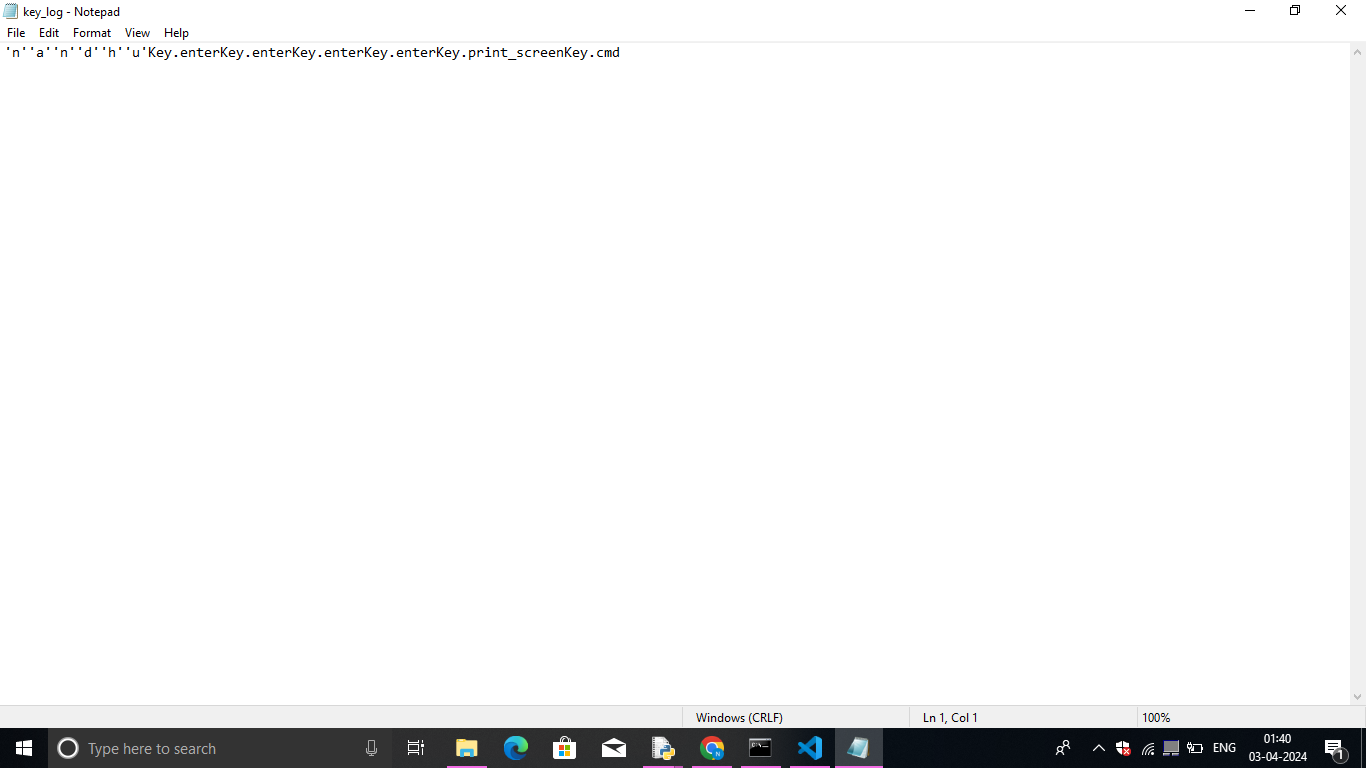 key_log - Notepad
File Edit Format View Help
'n''a''n''d''h''u'Key.enterKey.enterKey.enterKey.enterKey.print_screenKey.cmd
Windows (CRLF) Ln 1, Col 1 100%
Type here to search
ENG
01:40
03-04-2024
1